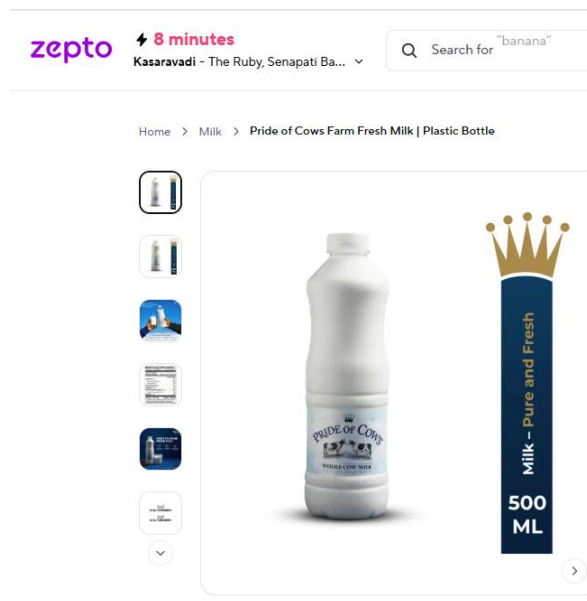 zepto
8 minutes
Kasaravadi - The Ruby, Senapati Ba...
Search for "banana"
Home > Milk > Pride of Cows Farm Fresh Milk | Plastic Bottle
PRIDE OF COWS
WHOLE COW MILK
Milk - Pure and Fresh
500
ML